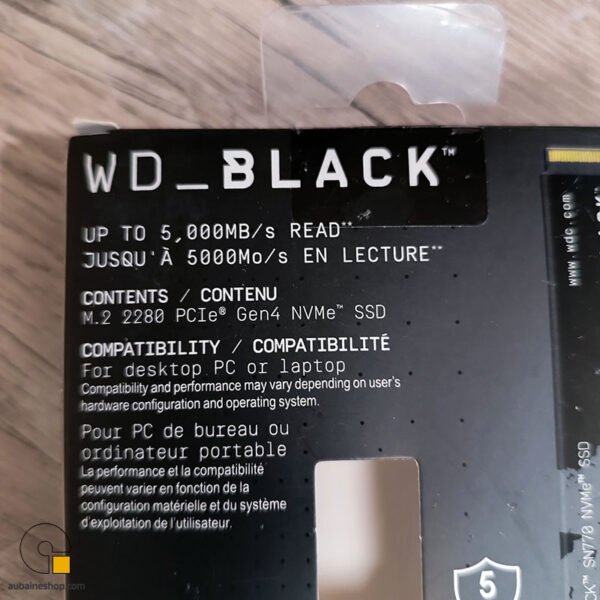 WD_BLACK™
UP TO 5,000MB/s READ**
JUSQU'À 5000Mo/s EN LECTURE**
CONTENTS / CONTENU
M.2 2280 PCIe® Gen4 NVMe™ SSD
COMPATIBILITY / COMPATIBILITÉ
For desktop PC or laptop
Compatibility and performance may vary depending on user's
hardware configuration and operating system.
Pour PC de bureau ou
ordinateur portable
La performance et la compatibilité
peuvent varier en fonction de la
configuration matérielle et du système
d'exploitation de l'utilisateur.
www.wdc.com
SN770 NVMe™ SSD
5
aubaineshop.com